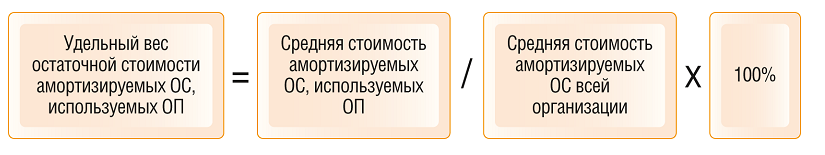 Удельный вес
остаточной стоимости
амортизируемых ОС,
используемых ОП
=
Средняя стоимость
амортизируемых
ОС, используемых
ОП
/
Средняя стоимость
амортизируемых
ОС всей
организации
X
100%